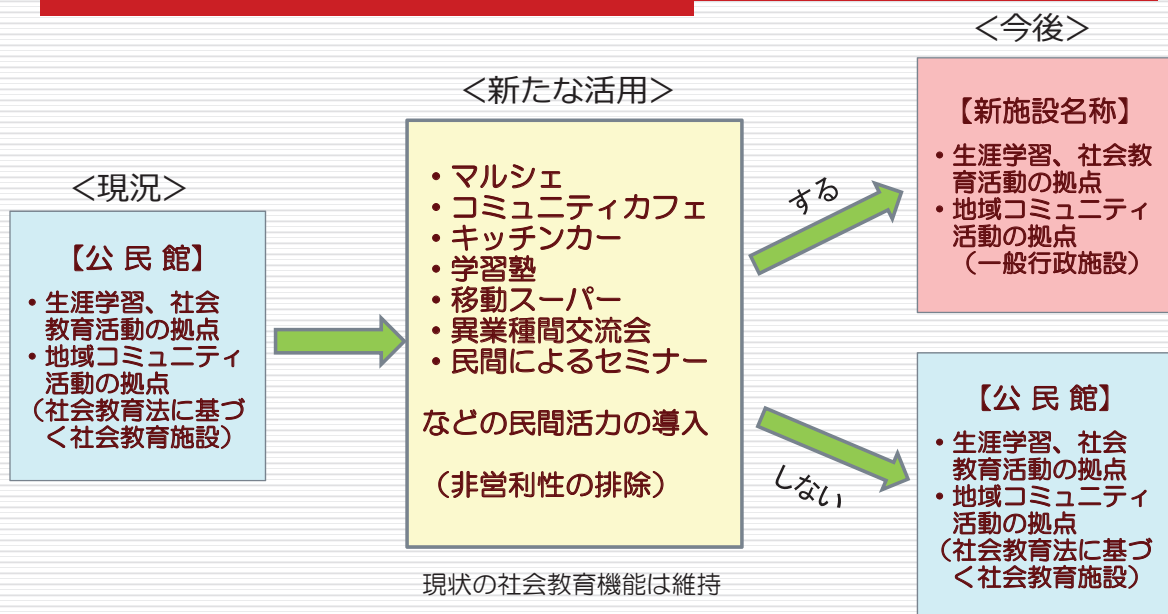 <現況>
【公 民 館】
・生涯学習、社会
教育活動の拠点
・地域コミュニティ
活動の拠点
（社会教育法に基づ
く社会教育施設）
<新たな活用>
・マルシェ
・コミュニティカフェ
・キッチンカー
・学習塾
・移動スーパー
・異業種間交流会
・民間によるセミナー
などの民間活力の導入
（非営利性の排除）
現状の社会教育機能は維持
する
しない
<今後>
【新施設名称】
・生涯学習、社会教
育活動の拠点
・地域コミュニティ
活動の拠点
（一般行政施設）
【公 民 館】
・生涯学習、社会
教育活動の拠点
・地域コミュニティ
活動の拠点
（社会教育法に基づ
く社会教育施設）